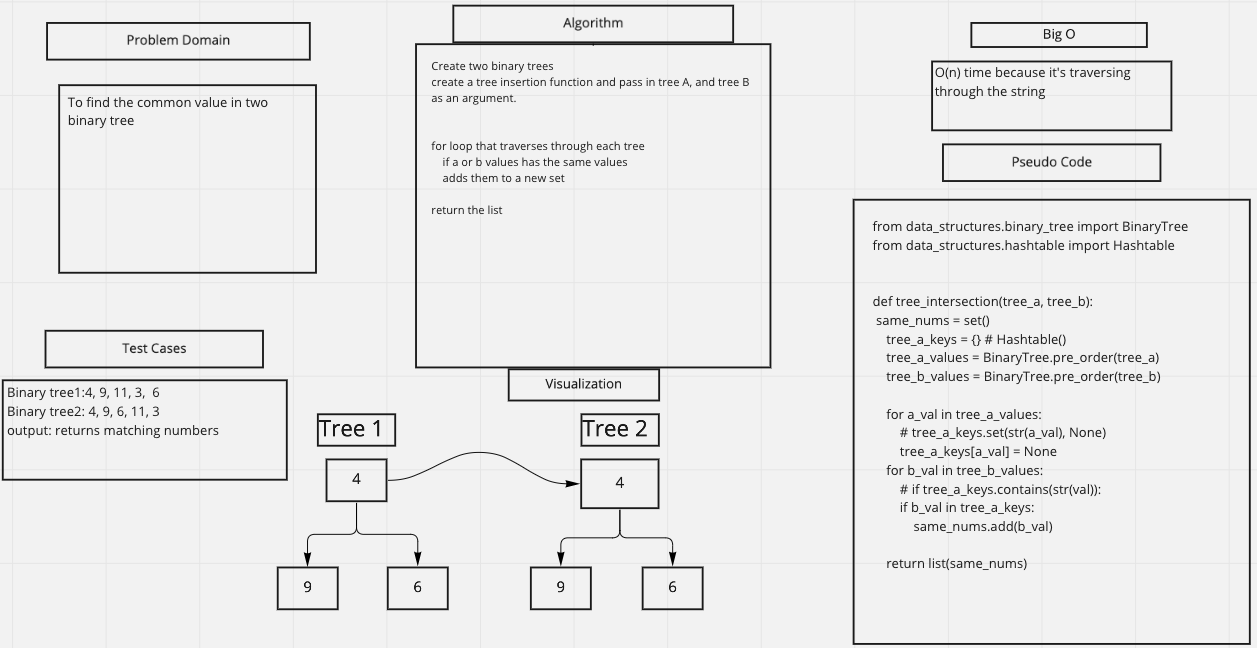 Problem Domain
To find the common value in two
binary tree
Test Cases
Binary tree1:4, 9, 11, 3,  6
Binary tree2: 4, 9, 6, 11, 3
output: returns matching numbers
Algorithm
Create two binary trees
create a tree insertion function and pass in tree A, and tree B
as an argument.
for loop that traverses through each tree
if a or b values has the same values
adds them to a new set
return the list
Visualization
Tree 1
Tree 2
4
4
9
6
9
6
Big O
O(n) time because it's traversing
through the string
Pseudo Code
from data_structures.binary_tree import BinaryTree
from data_structures.hashtable import Hashtable
def tree_intersection(tree_a, tree_b):
same_nums = set()
tree_a_keys = {} # Hashtable()
tree_a_values = BinaryTree.pre_order(tree_a)
tree_b_values = BinaryTree.pre_order(tree_b)
for a_val in tree_a_values:
# tree_a_keys.set(str(a_val), None)
tree_a_keys[a_val] = None
for b_val in tree_b_values:
# if tree_a_keys.contains(str(val)):
if b_val in tree_a_keys:
same_nums.add(b_val)
return list(same_nums)